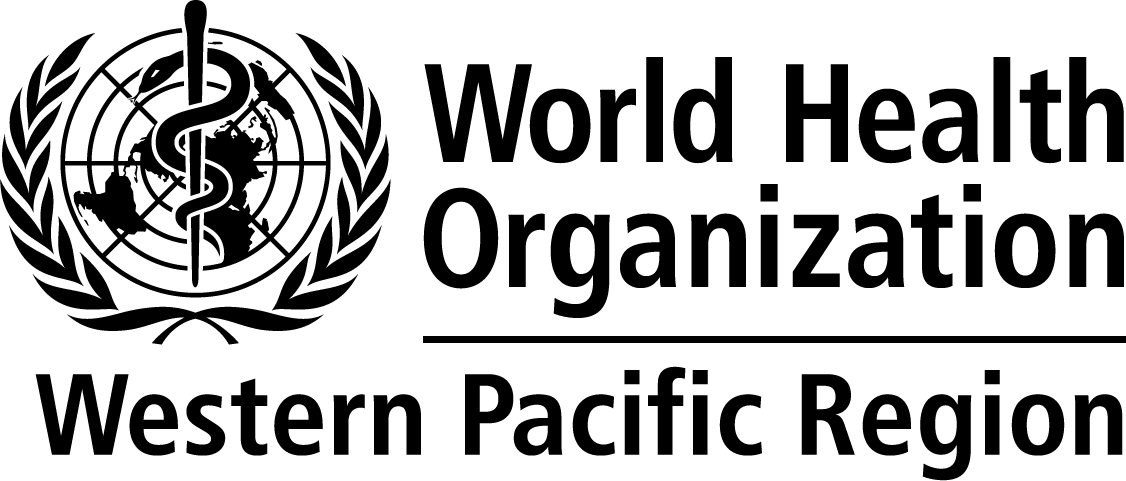 World Health
Organization
Western Pacific Region